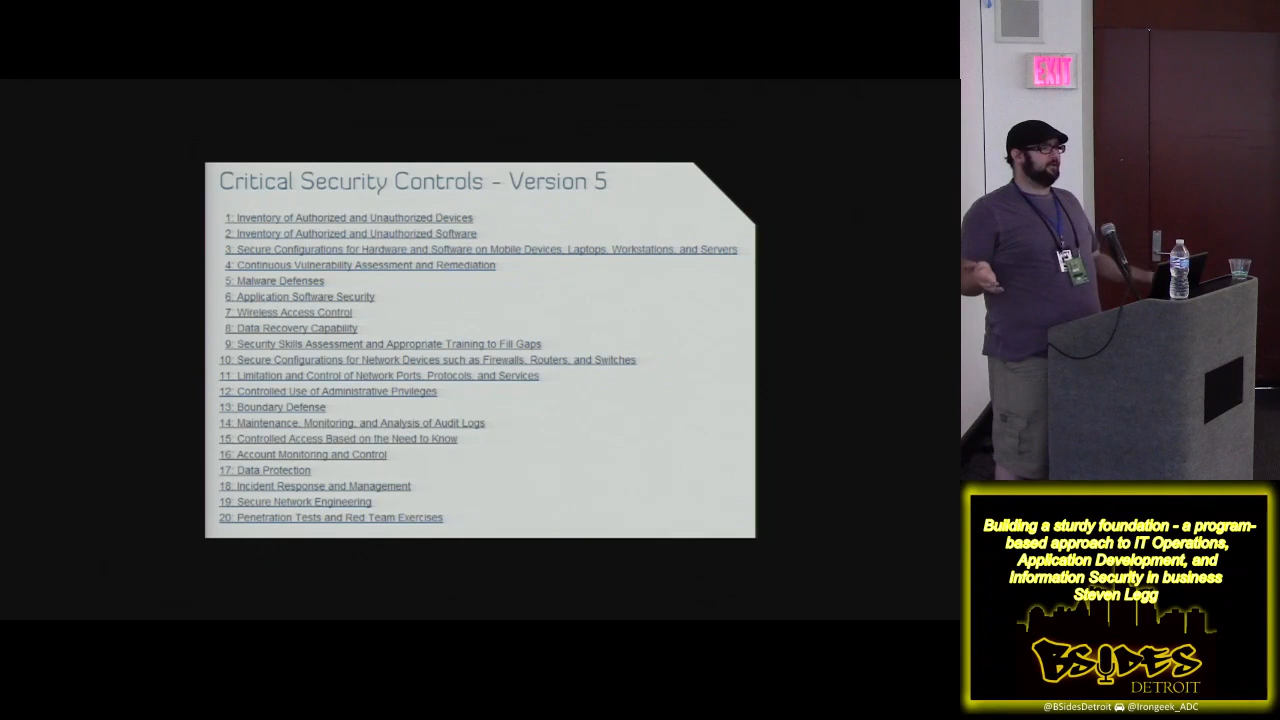 Critical Security Controls - Version 5
1: Inventory of Authorized and Unauthorized Devices
2: Inventory of Authorized and Unauthorized Software
3: Secure Configurations for Hardware and Software on Mobile Devices, Laptops, Workstations, and Servers
4: Continuous Vulnerability Assessment and Remediation
5: Malware Defenses
6: Application Software Security
7: Wireless Access Control
8: Data Recovery Capability
9: Security Skills Assessment and Appropriate Training to Fill Gaps
10: Secure Configurations for Network Devices such as Firewalls, Routers, and Switches
11: Limitation and Control of Network Ports, Protocols, and Services
12: Controlled Use of Administrative Privileges
13: Boundary Defense
14: Maintenance, Monitoring, and Analysis of Audit Logs
15: Controlled Access Based on the Need to Know
16: Account Monitoring and Control
17: Data Protection
18: Incident Response and Management
19: Secure Network Engineering
20: Penetration Tests and Red Team Exercises
EXIT
Building a sturdy foundation - a program-
based approach to IT Operations,
Application Development, and
Information Security in business
Steven Legg
BSIDES
DETROIT
@BSidesDetroit @Irongeek_ADC